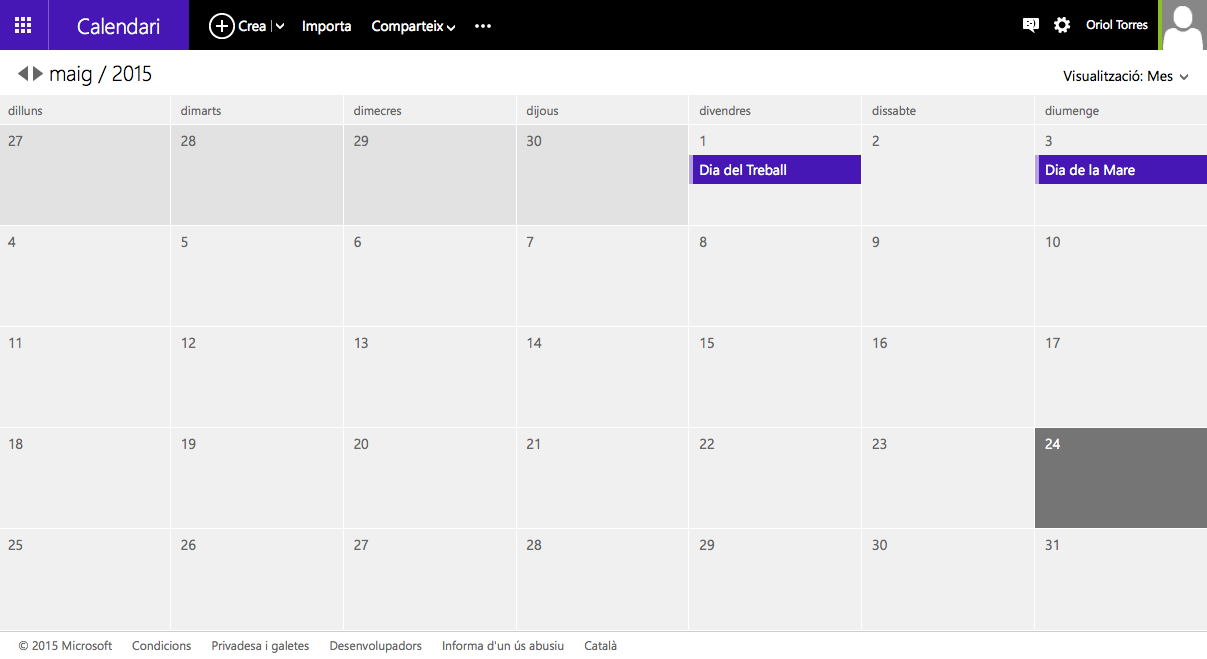 Calendari Crea Importa Comparteix ··· Oriol Torres
maig / 2015 Visualització: Mes
dilluns dimarts dimecres dijous divendres dissabte diumenge
27 28 29 30 1 2 3
Dia del Treball Dia de la Mare
4 5 6 7 8 9 10
11 12 13 14 15 16 17
18 19 20 21 22 23 24
25 26 27 28 29 30 31
© 2015 Microsoft Condicions Privadesa i galetes Desenvolupadors Informa d'un ús abusiu Català